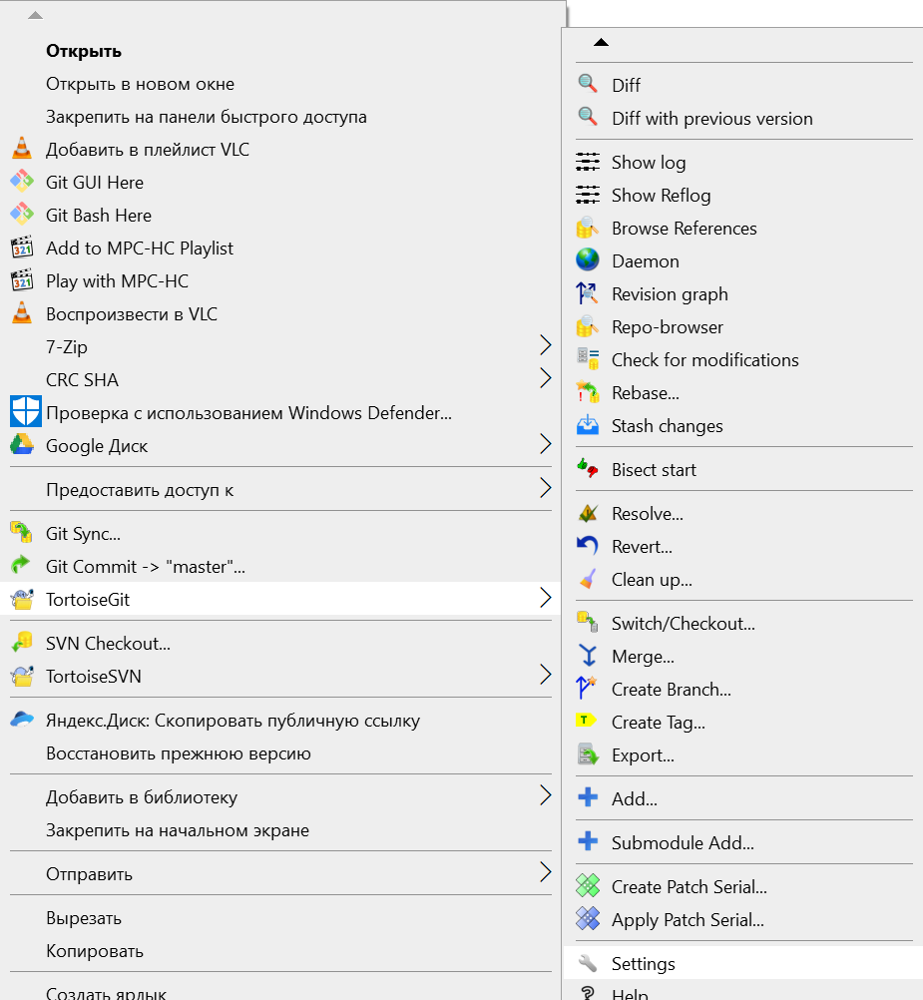 Открыть
Открыть в новом окне
Закрепить на панели быстрого доступа
Добавить в плейлист VLC
Git GUI Here
Git Bash Here
Add to MPC-HC Playlist
Play with MPC-HC
Воспроизвести в VLC
7-Zip
CRC SHA
Проверка с использованием Windows Defender...
Google Диск
Предоставить доступ к
Git Sync...
Git Commit -> "master"...
TortoiseGit
SVN Checkout...
TortoiseSVN
Яндекс.Диск: Скопировать публичную ссылку
Восстановить прежнюю версию
Добавить в библиотеку
Закрепить на начальном экране
Отправить
Вырезать
Копировать
Создать ярлык
Diff
Diff with previous version
Show log
Show Reflog
Browse References
Daemon
Revision graph
Repo-browser
Check for modifications
Rebase...
Stash changes
Bisect start
Resolve...
Revert...
Clean up...
Switch/Checkout...
Merge...
Create Branch...
Create Tag...
Export...
Add...
Submodule Add...
Create Patch Serial...
Apply Patch Serial...
Settings
Help